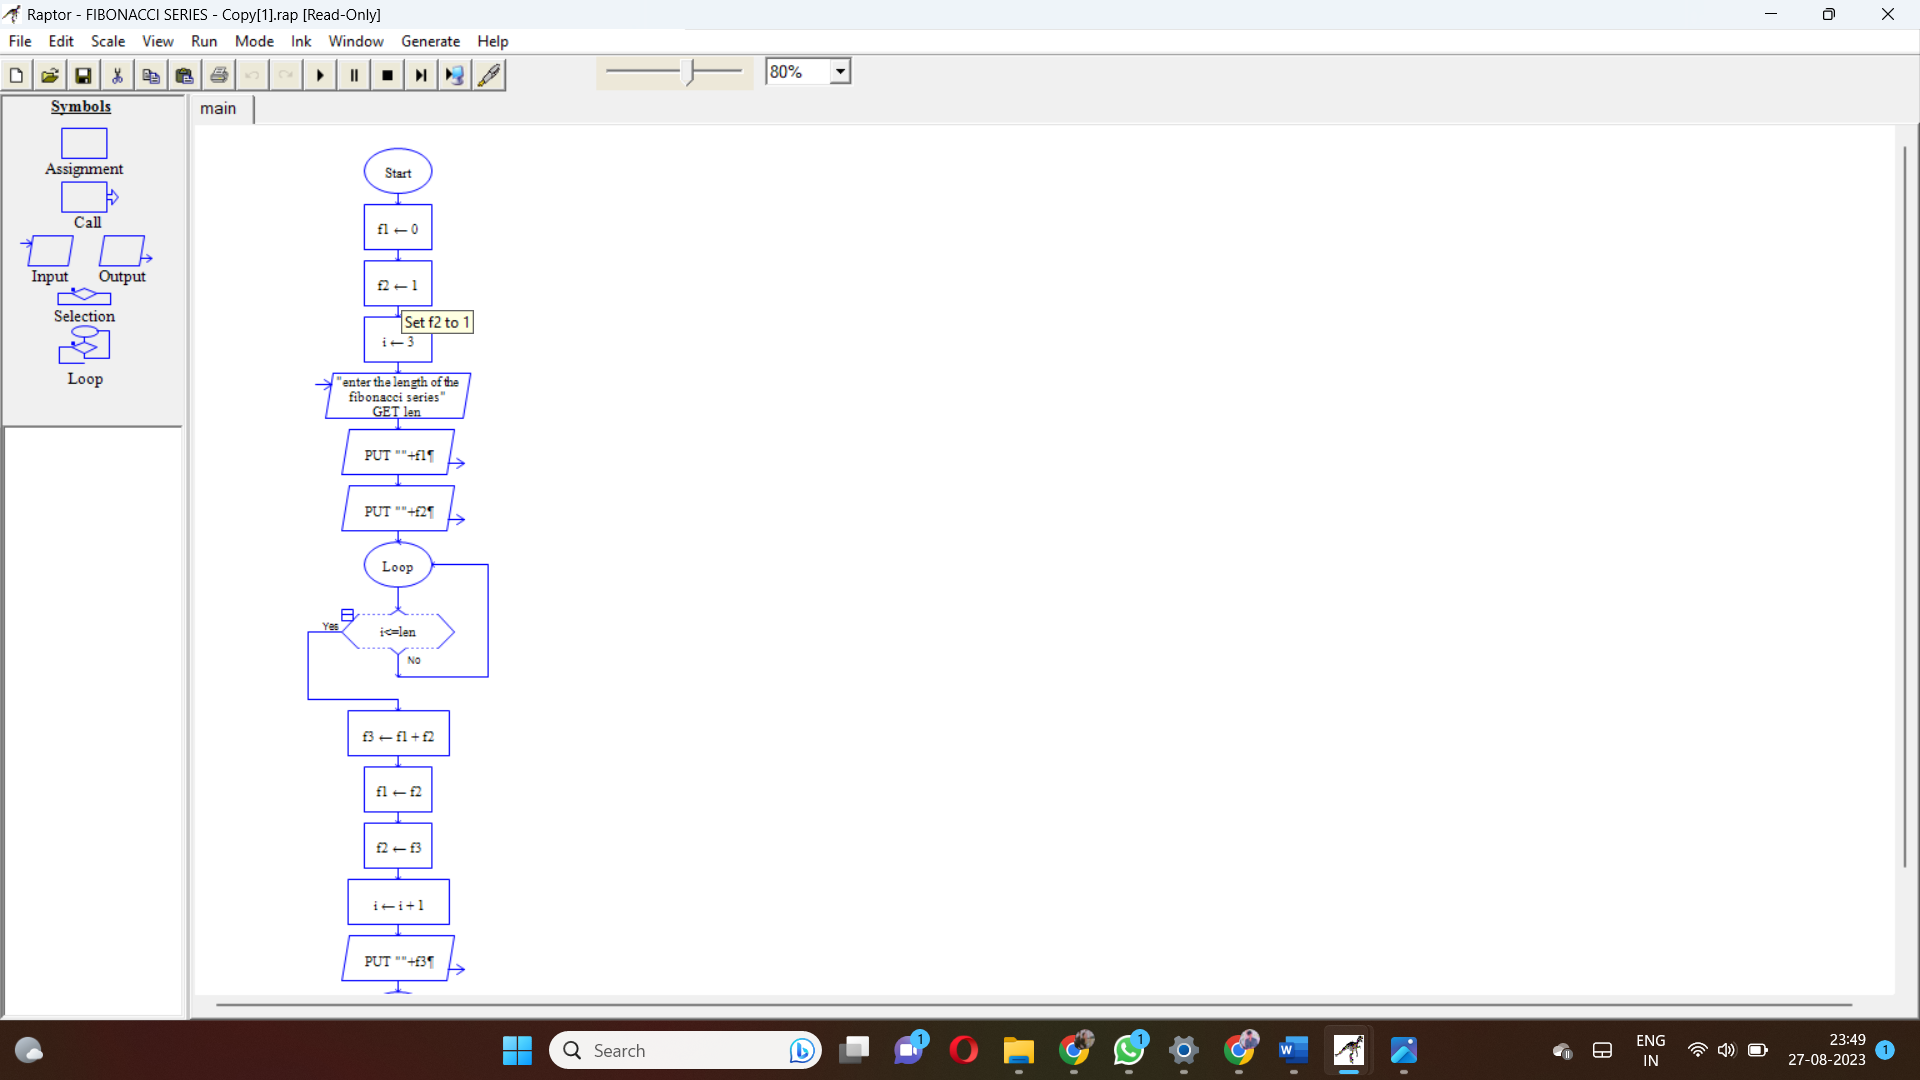 Raptor - FIBONACCI SERIES - Copy[1].rap [Read-Only]
File Edit Scale View Run Mode Ink Window Generate Help
80%
Symbols
Assignment
Call
Input Output
Selection
Loop
main
Start
f1 ← 0
f2 ← 1
Set f2 to 1
i ← 3
"enter the length of the
fibonacci series"
GET len
PUT ""+f1¶
PUT ""+f2¶
Loop
Yes
i<=len
No
f3 ← f1 + f2
f1 ← f2
f2 ← f3
i ← i + 1
PUT ""+f3¶
Search
1
1
W
ENG
IN
23:49
27-08-2023
1